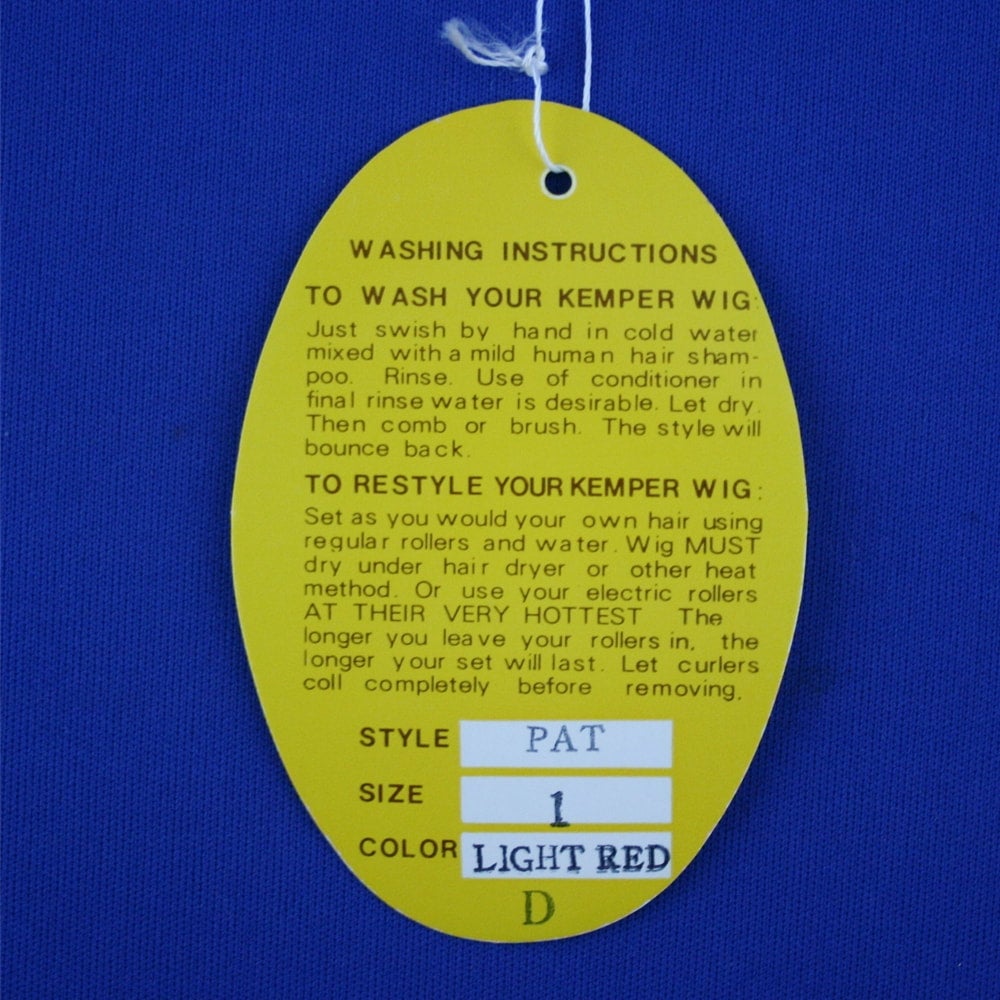 WASHING INSTRUCTIONS
TO WASH YOUR KEMPER WIG:
Just swish by hand in cold water
mixed with a mild human hair sham-
poo. Rinse. Use of conditioner in
final rinse water is desirable. Let dry.
Then comb or brush. The style will
bounce back.
TO RESTYLE YOUR KEMPER WIG:
Set as you would your own hair using
regular rollers and water. Wig MUST
dry under hair dryer or other heat
method. Or use your electric rollers
AT THEIR VERY HOTTEST The
longer you leave your rollers in, the
longer your set will last. Let curlers
coll completely before removing.
STYLE PAT
SIZE 1
COLOR LIGHT RED
D